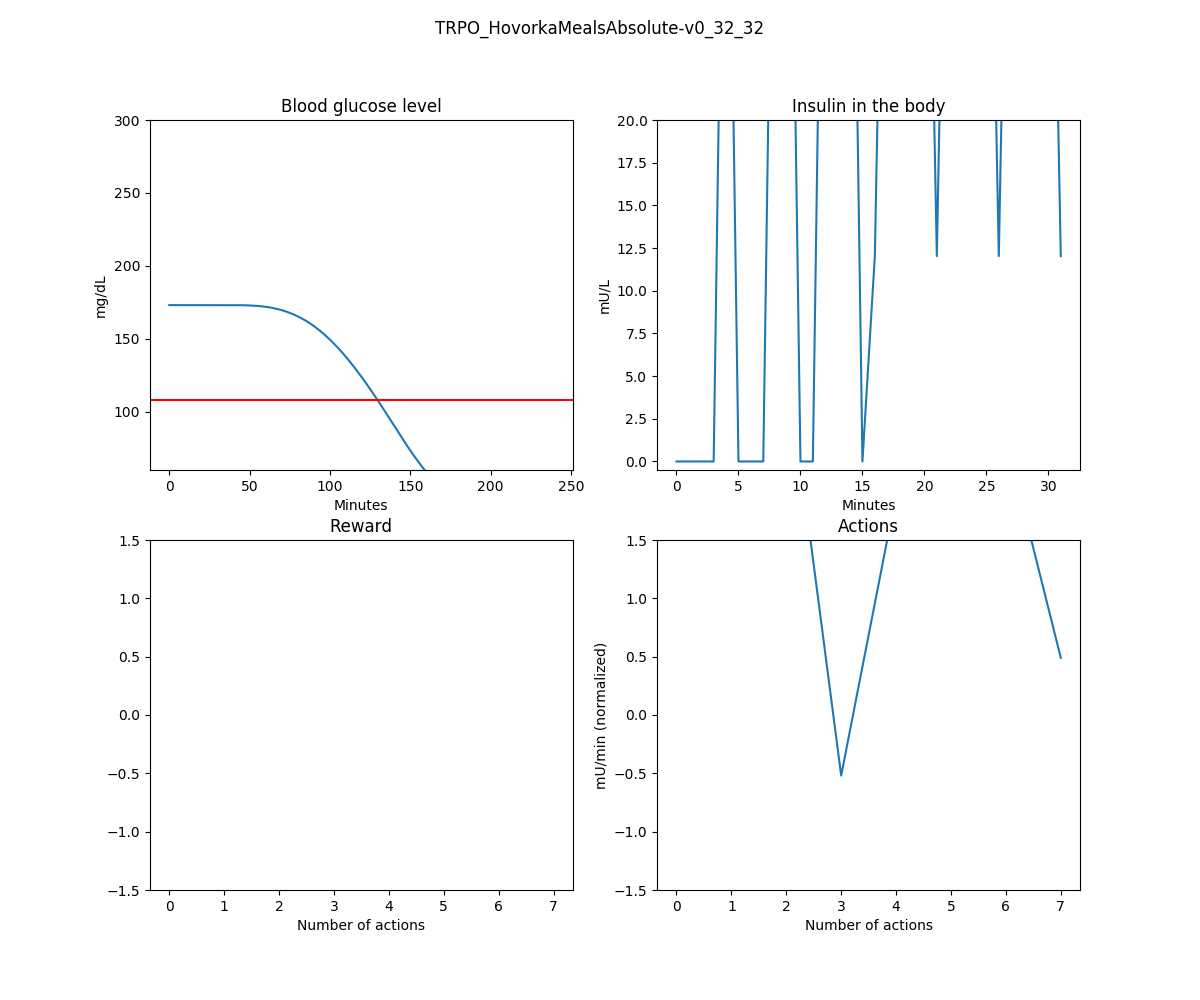 TRPO_HovorkaMealsAbsolute-v0_32_32
Blood glucose level
300
250
200
150
100
mg/dL
0 50 100 150 200 250
Minutes
Insulin in the body
20.0
17.5
15.0
12.5
10.0
7.5
5.0
2.5
0.0
mU/L
0 5 10 15 20 25 30
Minutes
Reward
1.5
1.0
0.5
0.0
−0.5
−1.0
−1.5
0 1 2 3 4 5 6 7
Number of actions
Actions
1.5
1.0
0.5
0.0
−0.5
−1.0
−1.5
mU/min (normalized)
0 1 2 3 4 5 6 7
Number of actions